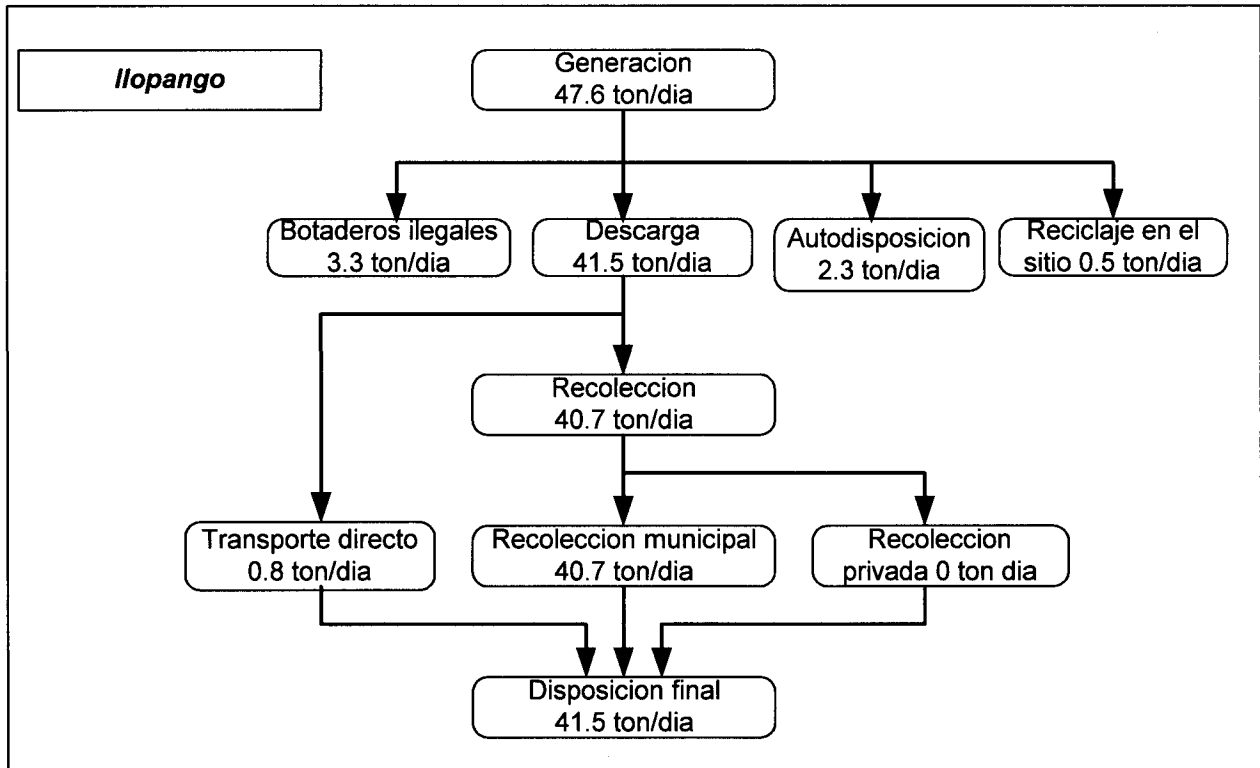 Ilopango
Generacion
47.6 ton/dia
Botaderos ilegales
3.3 ton/dia
Descarga
41.5 ton/dia
Autodisposicion
2.3 ton/dia
Reciclaje en el
sitio 0.5 ton/dia
Recoleccion
40.7 ton/dia
Transporte directo
0.8 ton/dia
Recoleccion municipal
40.7 ton/dia
Recoleccion
privada 0 ton dia
Disposicion final
41.5 ton/dia